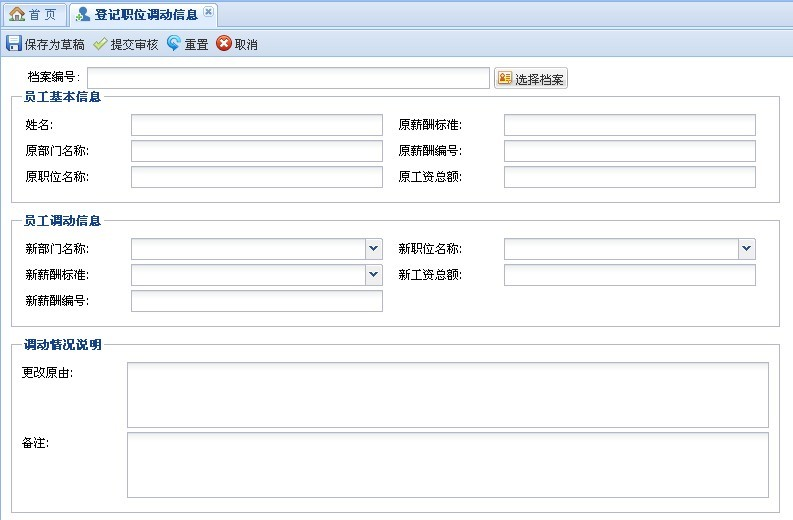 首 页 登记职位调动信息
保存为草稿 提交审核 重置 取消
档案编号: 选择档案
员工基本信息
姓名: 原薪酬标准:
原部门名称: 原薪酬编号:
原职位名称: 原工资总额:
员工调动信息
新部门名称: 新职位名称:
新薪酬标准: 新工资总额:
新薪酬编号:
调动情况说明
更改原由:
备注: